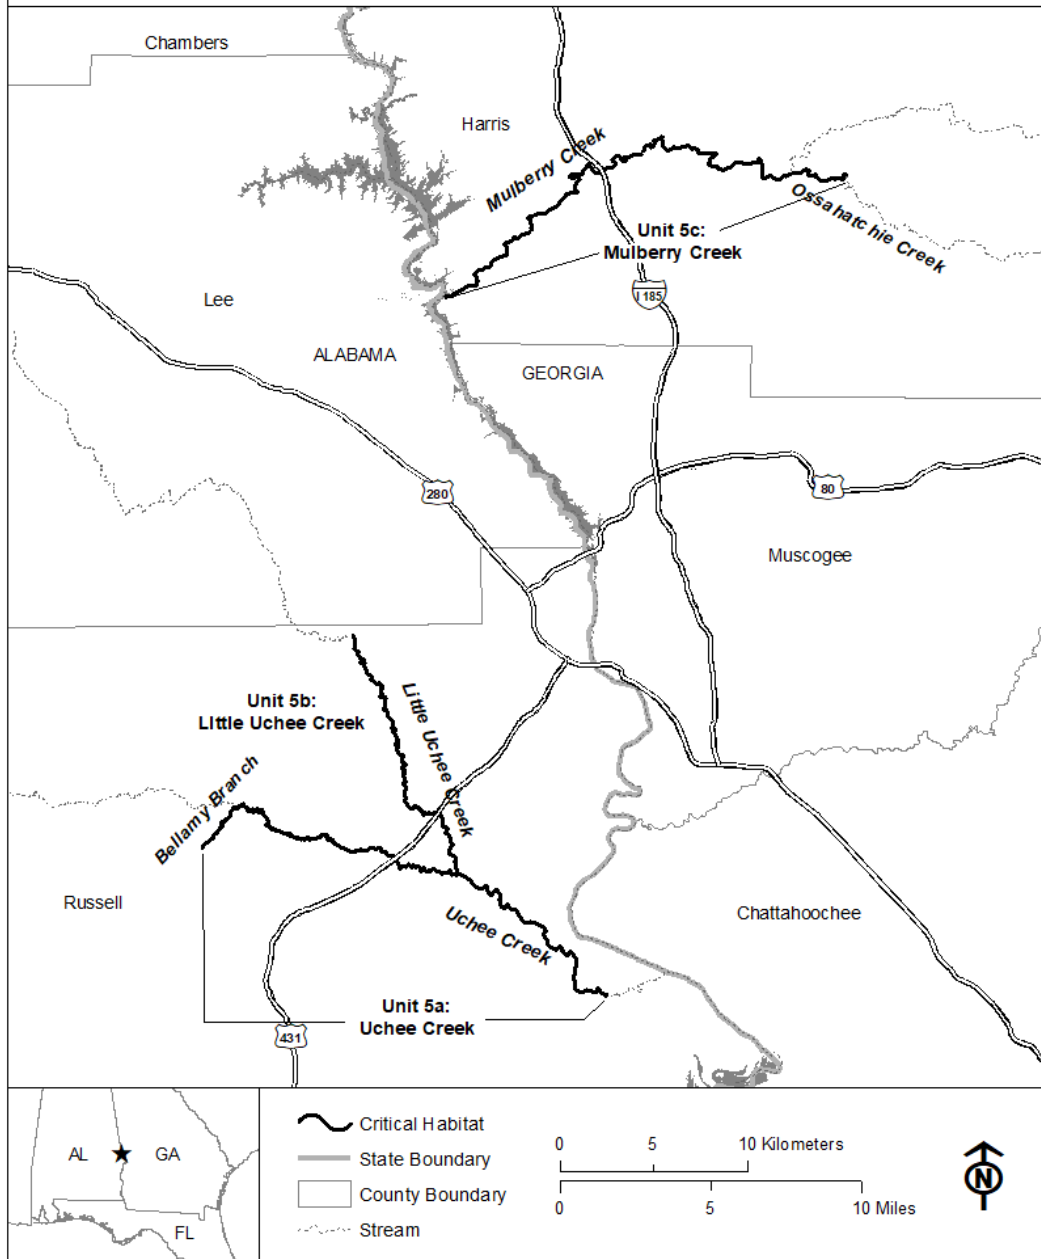 Chambers
Harris
Mulberry Creek
Ossahatchie Creek
Unit 5c:
Mulberry Creek
I 185
Lee
ALABAMA
GEORGIA
280
80
Muscogee
Unit 5b:
LIttle Uchee Creek
Little Uchee Creek
Bellamy Branch
Russell
Uchee Creek
Chattahoochee
Unit 5a:
Uchee Creek
431
AL
GA
FL
Critical Habitat
State Boundary
County Boundary
Stream
0 5 10 Kilometers
0 5 10 Miles
N